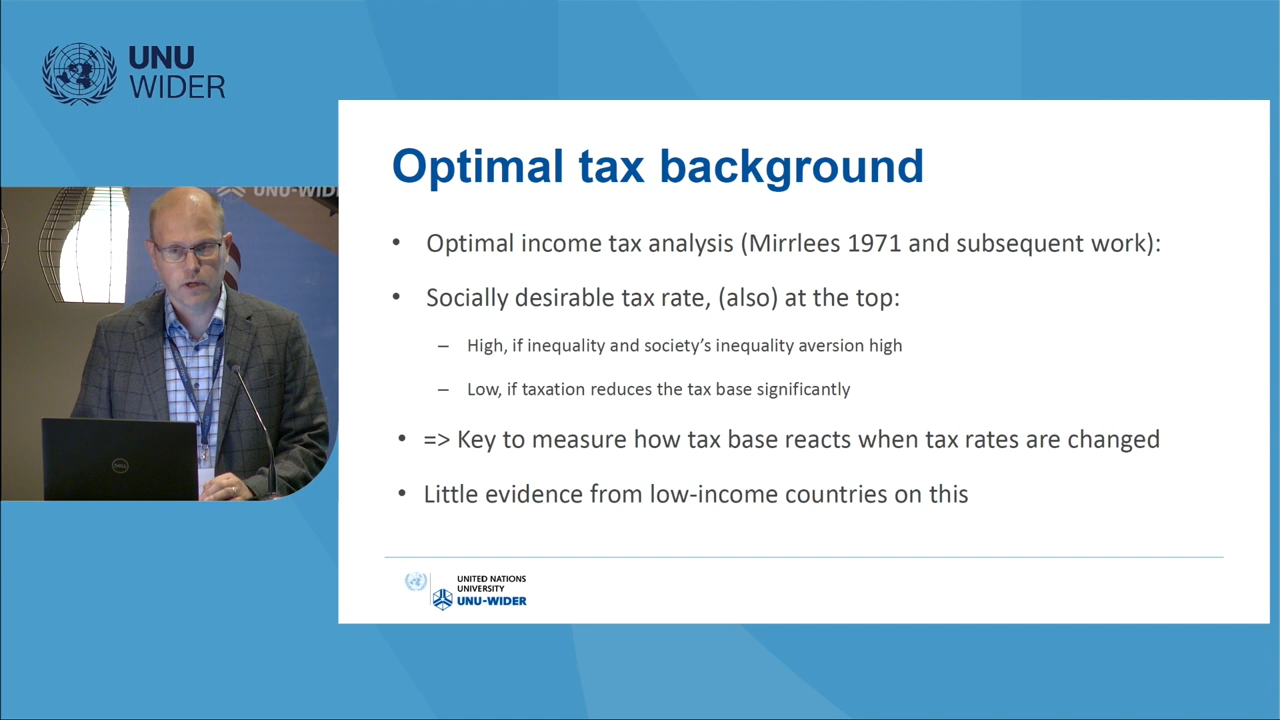 UNU
WIDER
UNU-WID
Optimal tax background
• Optimal income tax analysis (Mirrlees 1971 and subsequent work):
• Socially desirable tax rate, (also) at the top:
– High, if inequality and society’s inequality aversion high
– Low, if taxation reduces the tax base significantly
• => Key to measure how tax base reacts when tax rates are changed
• Little evidence from low-income countries on this
DELL
UNITED NATIONS
UNIVERSITY
UNU-WIDER